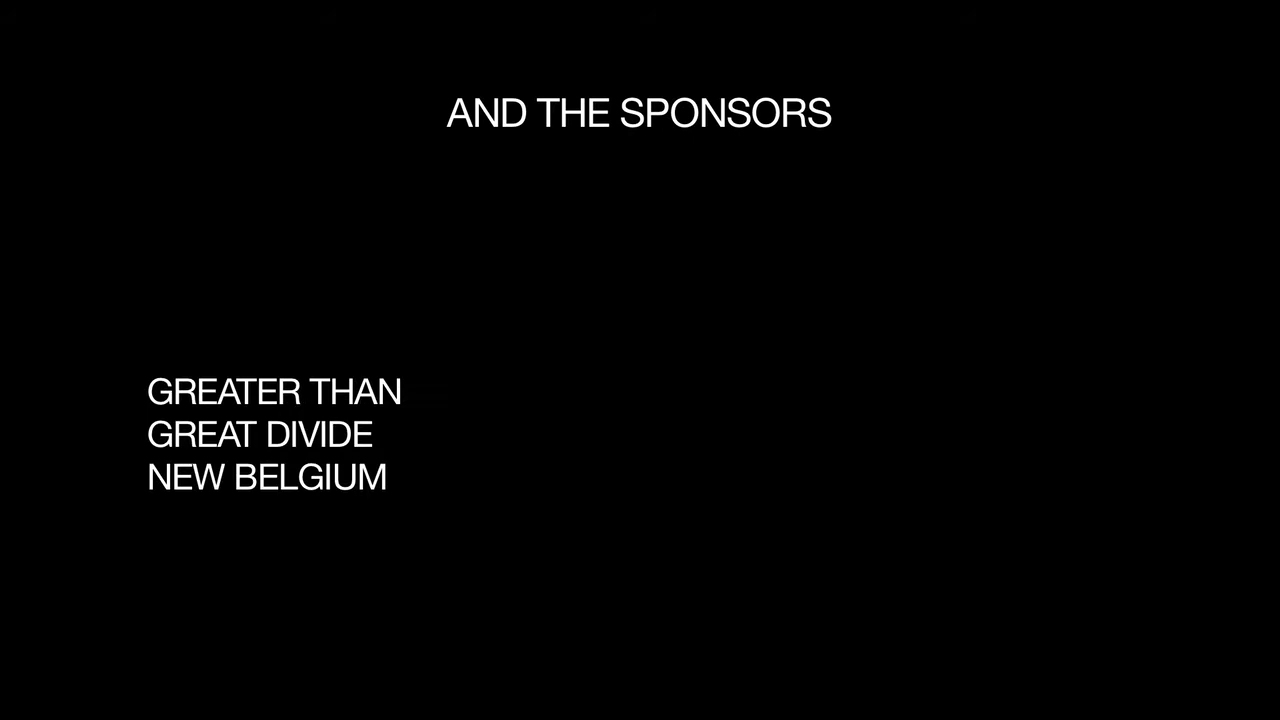 AND THE SPONSORS
GREATER THAN
GREAT DIVIDE
NEW BELGIUM